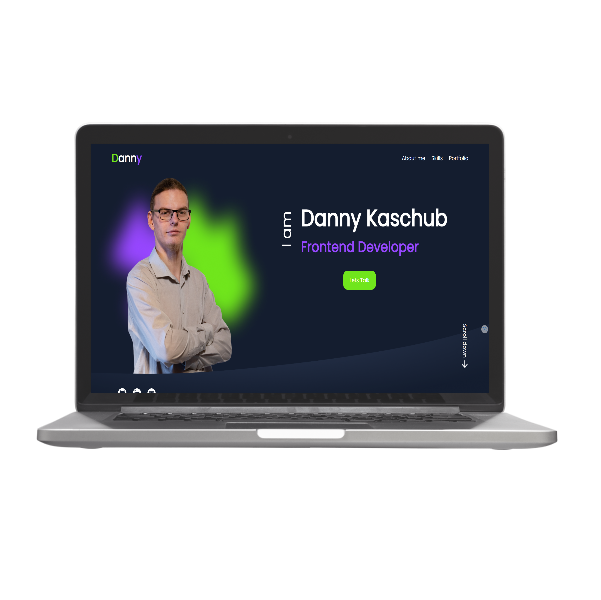 Danny
About me Skills Portfolio
I am
Danny Kaschub
Frontend Developer
Let's Talk
Scroll down